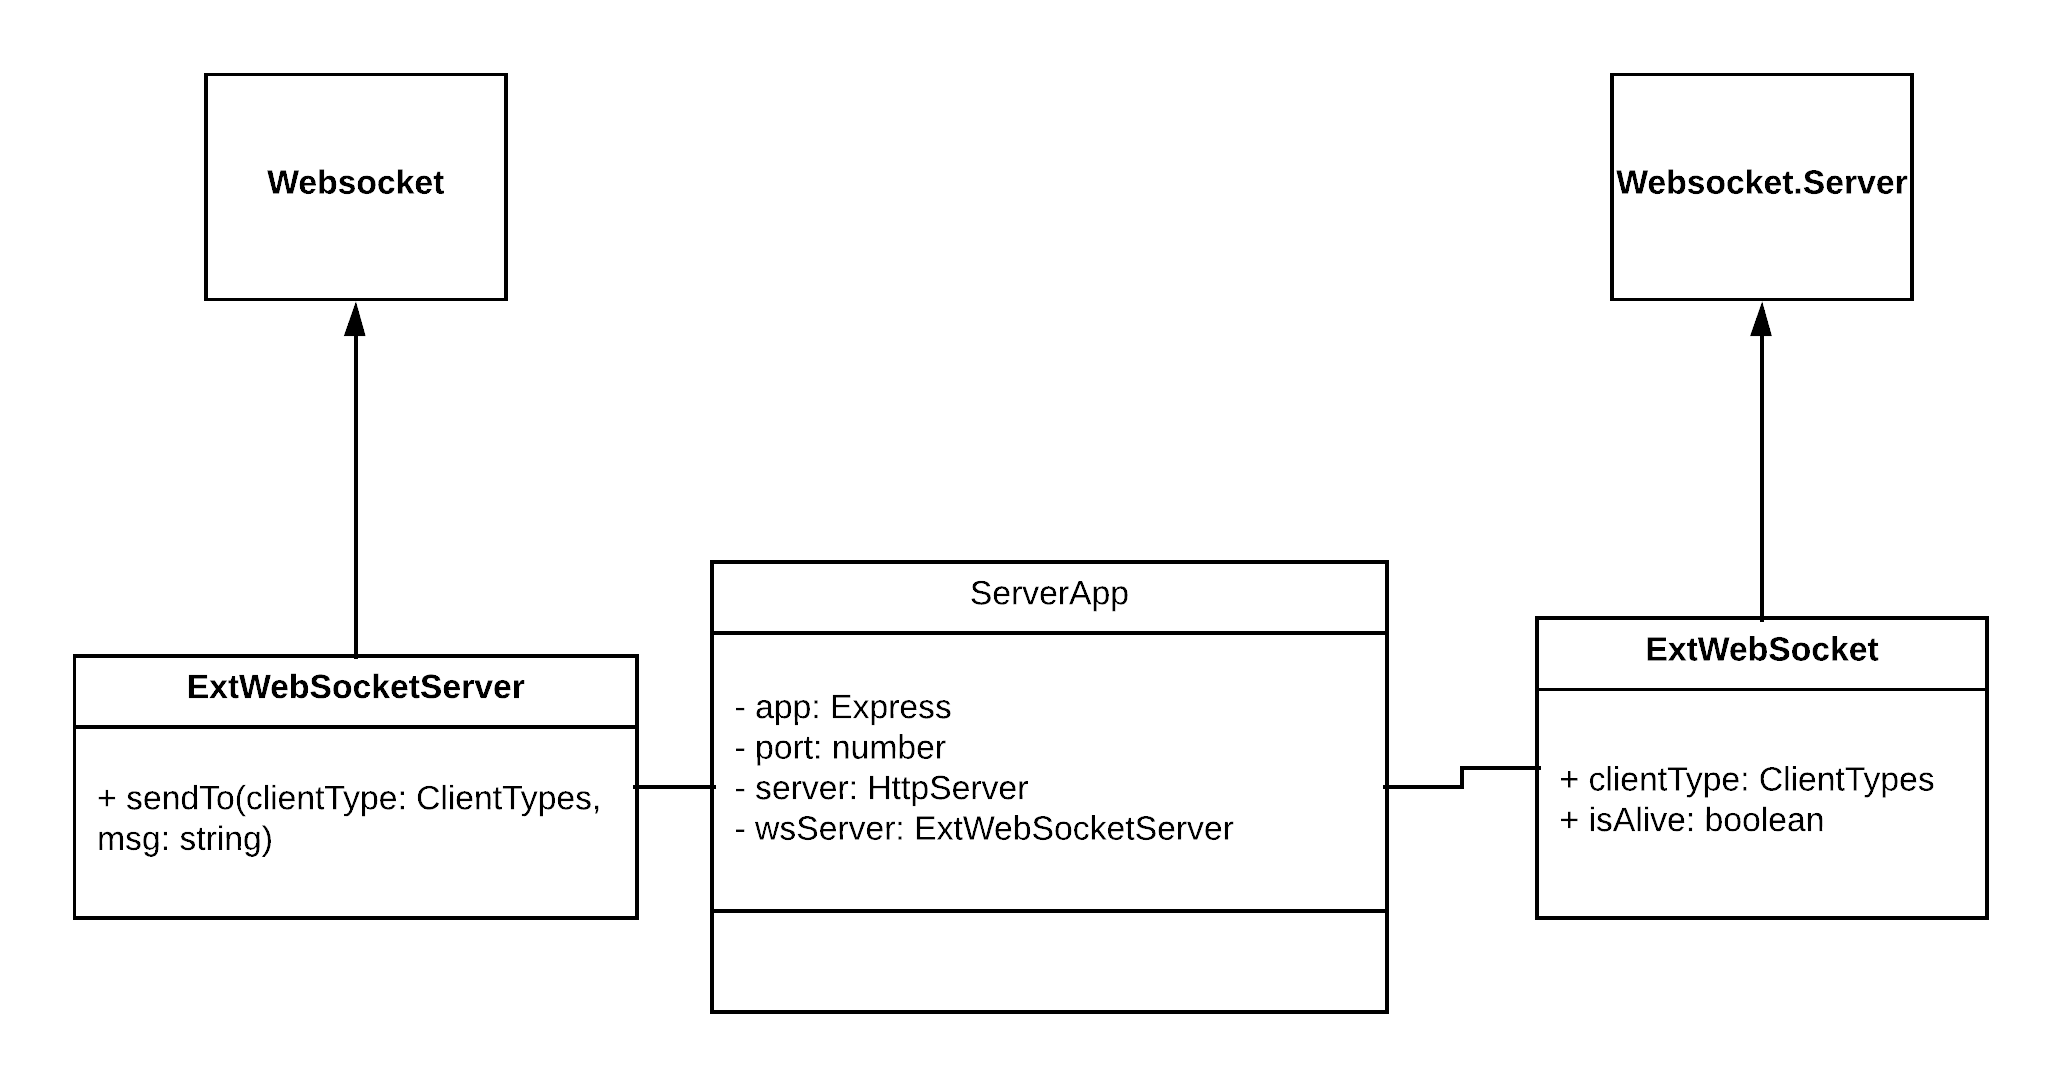 Websocket
Websocket.Server
ExtWebSocketServer
+ sendTo(clientType: ClientTypes,
msg: string)
ServerApp
- app: Express
- port: number
- server: HttpServer
- wsServer: ExtWebSocketServer
ExtWebSocket
+ clientType: ClientTypes
+ isAlive: boolean